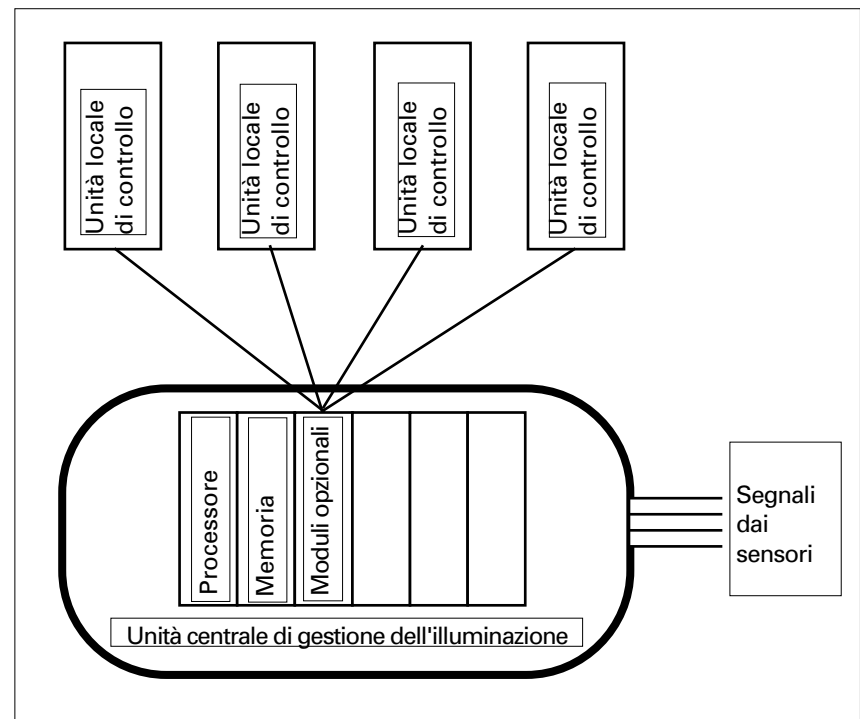 Unità locale
di controllo
Unità locale
di controllo
Unità locale
di controllo
Unità locale
di controllo
Processore
Memoria
Moduli opzionali
Segnali
dai
sensori
Unità centrale di gestione dell'illuminazione